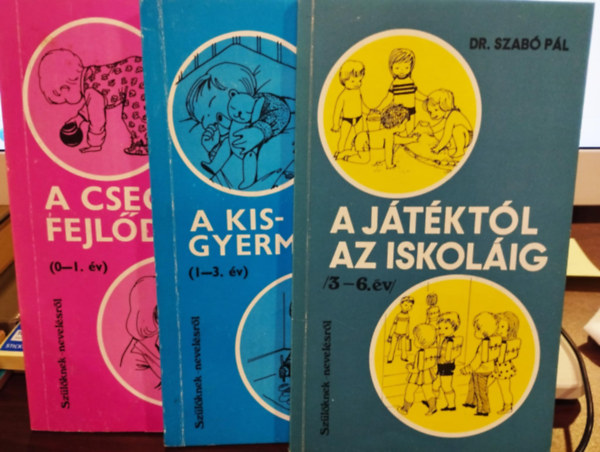 A CSEC
FEJLŐD
(0—1. év)
Szülőknek nevelésről
A KIS-
GYERM
(1—3. év)
Szülőknek nevelésről
DR. SZABÓ PÁL
A JÁTÉKTÓL
AZ ISKOLÁIG
/3—6. év/
Szülőknek nevelésről